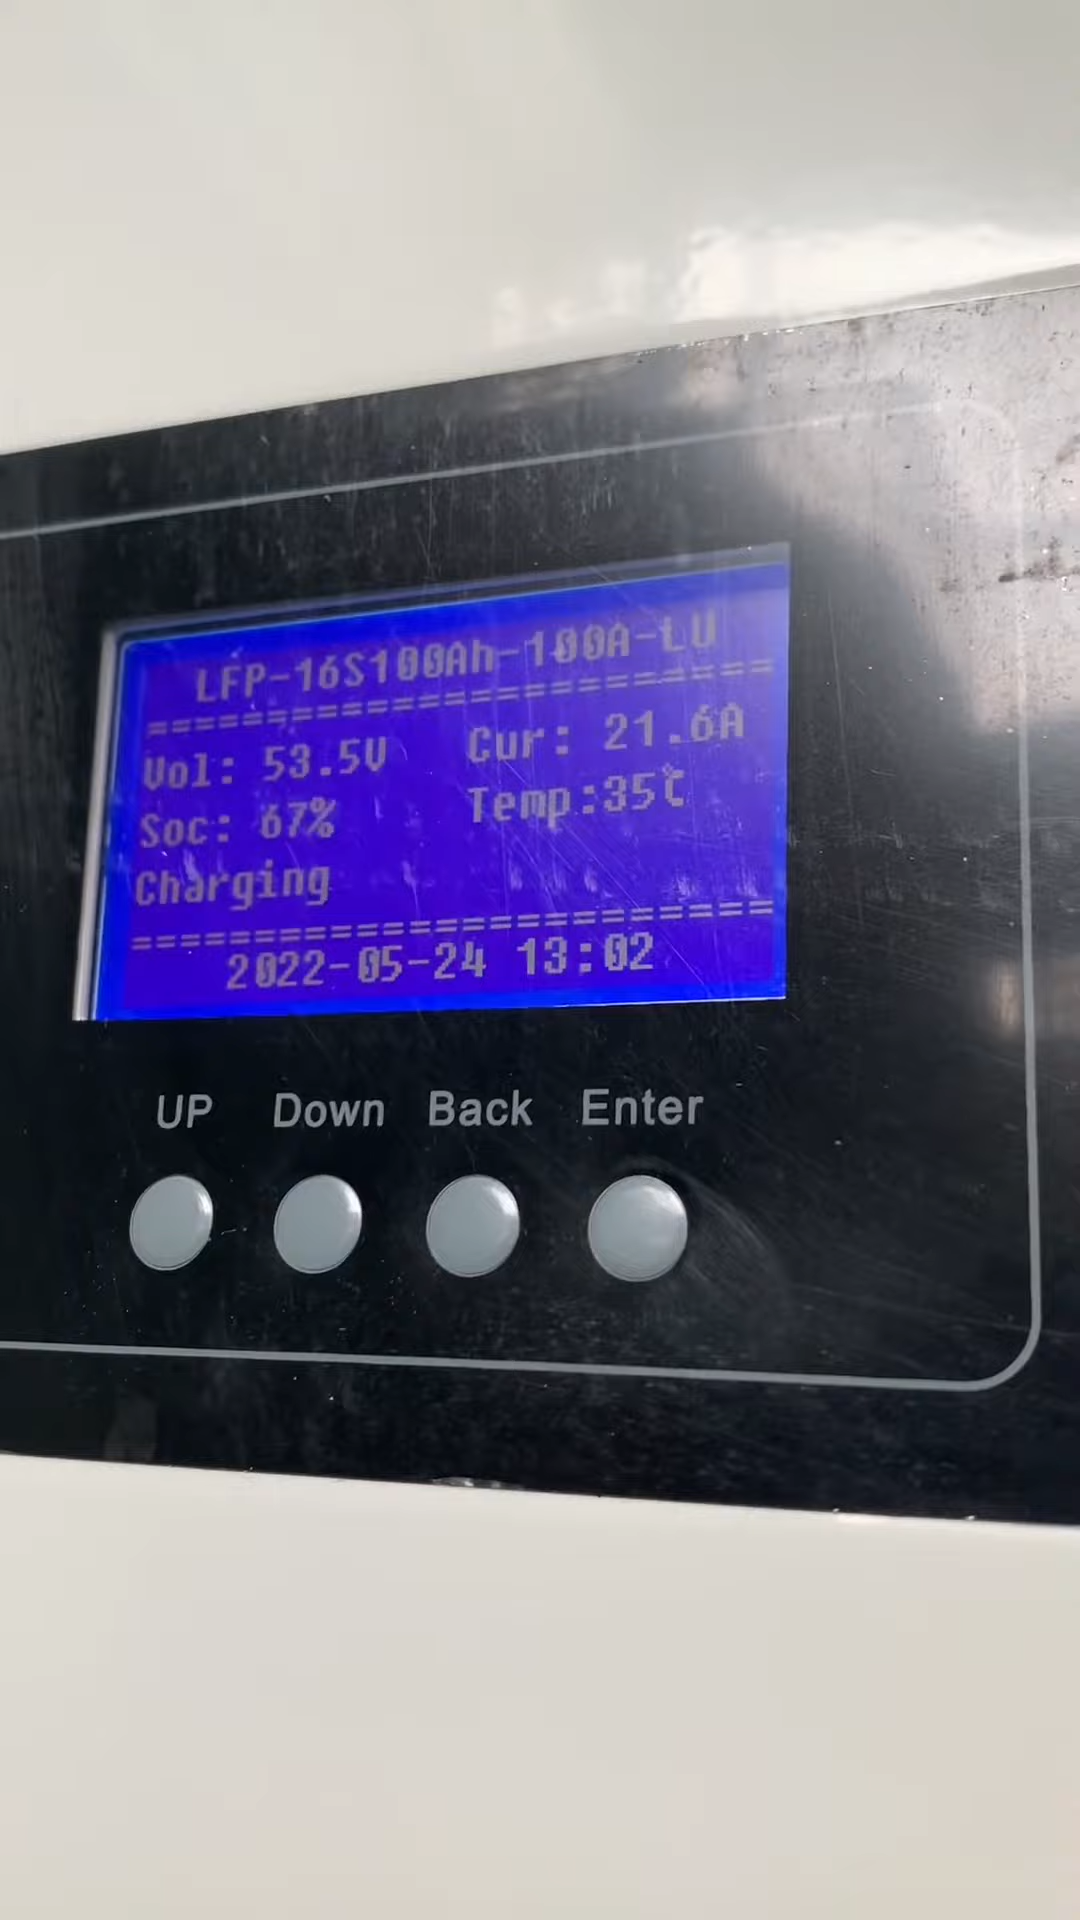 LFP-16S100Ah-100A-LU
==========================
Vol: 53.5V Cur: 21.6A
Soc: 67% Temp:35℃
Charging
==========================
2022-05-24 13:02
UP Down Back Enter